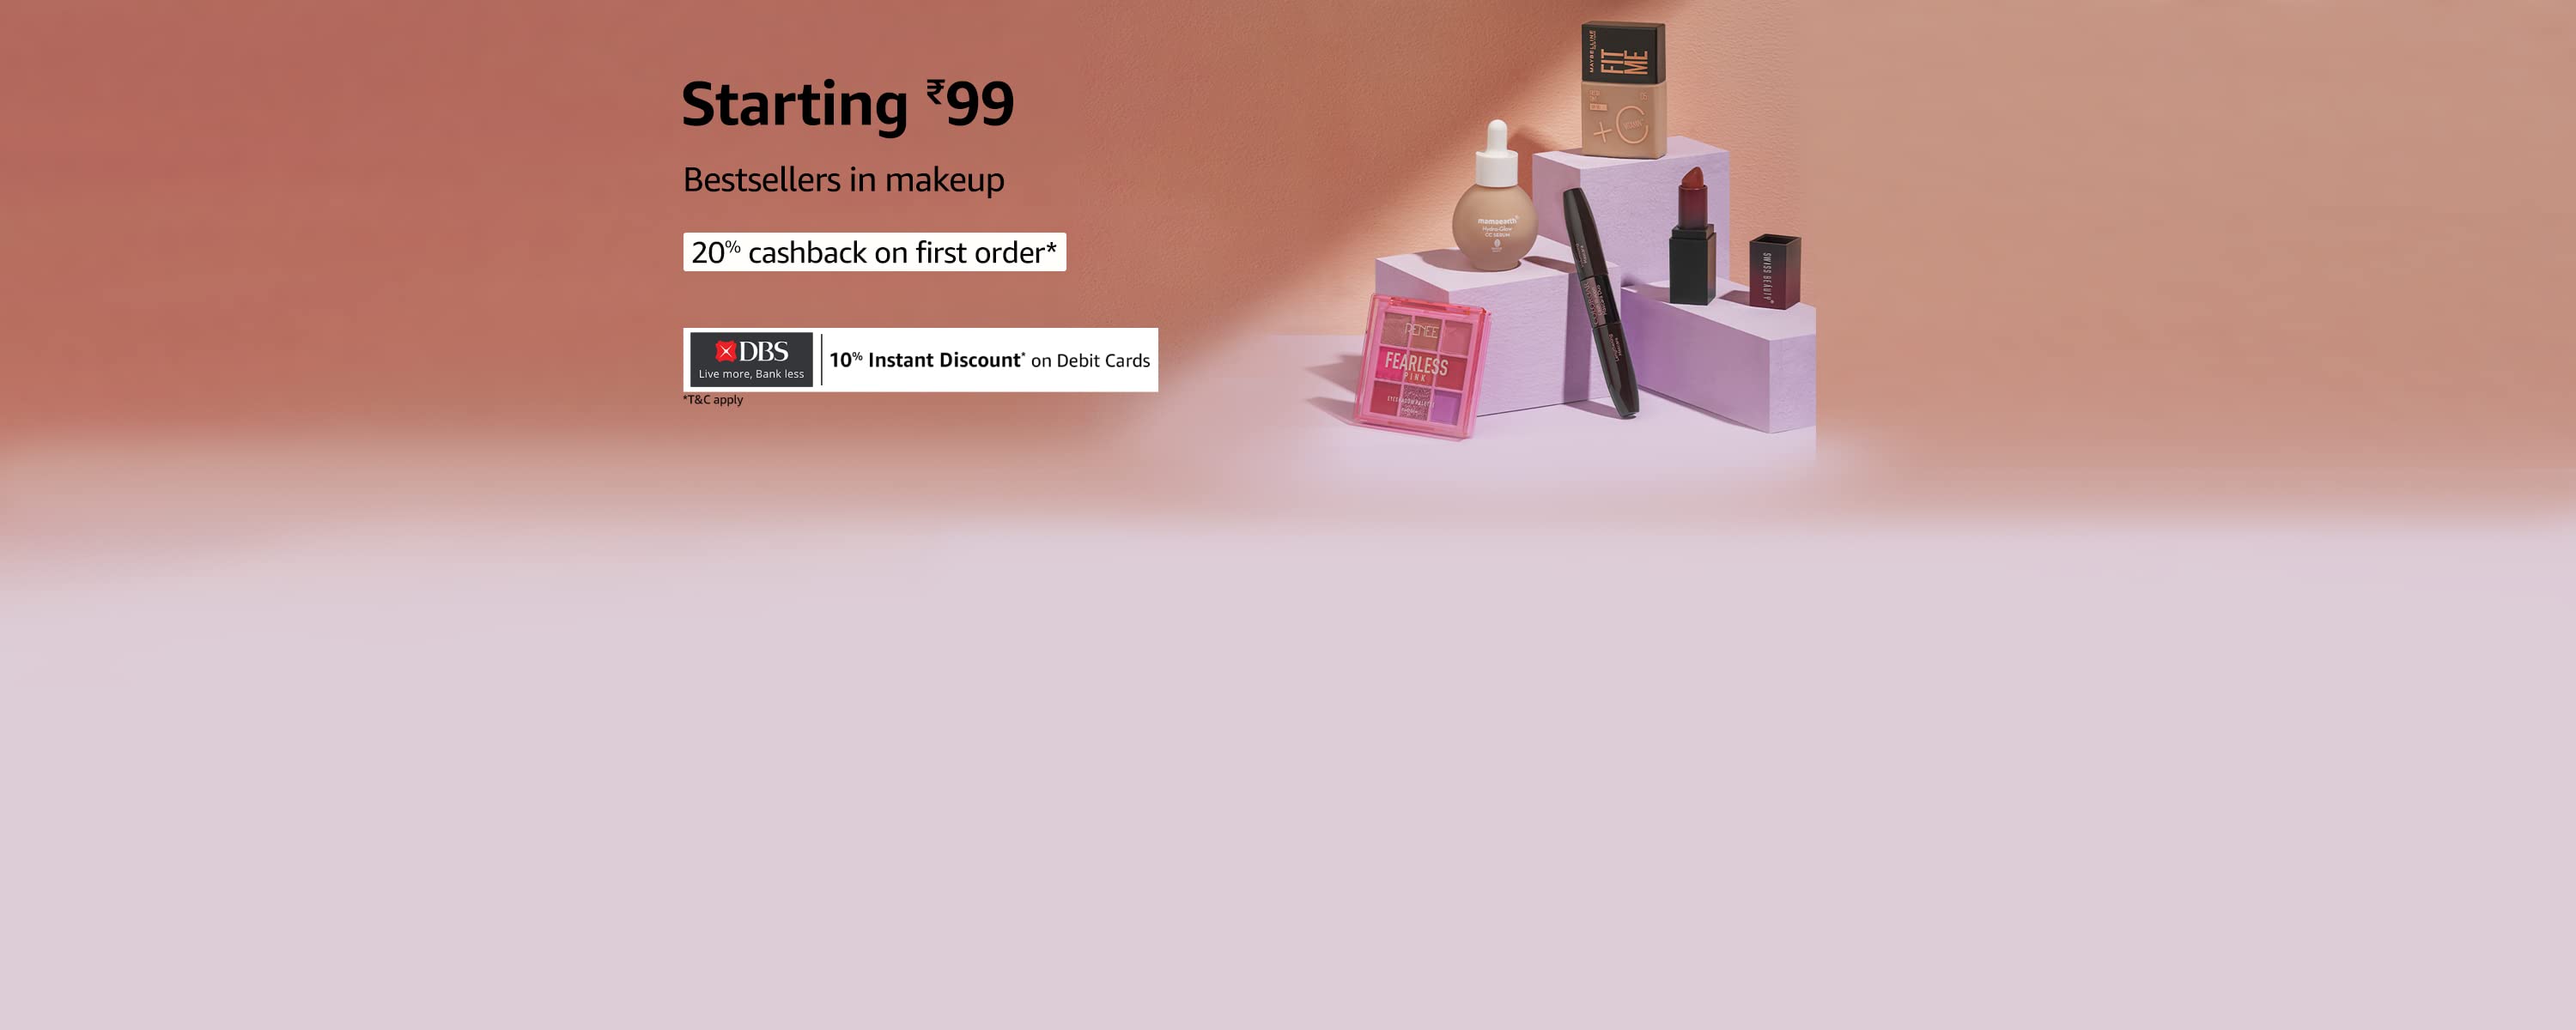 Starting ₹99
Bestsellers in makeup
20% cashback on first order*
DBS
Live more, Bank less
10% Instant Discount* on Debit Cards
*T&C apply
MAYBELLINE
FIT
ME
+C
mamaearth
Hydra-Glow
CC SERUM
SWISS BEAUTY
RENEE
FEARLESS
PINK
EYESHADOW PALETTE